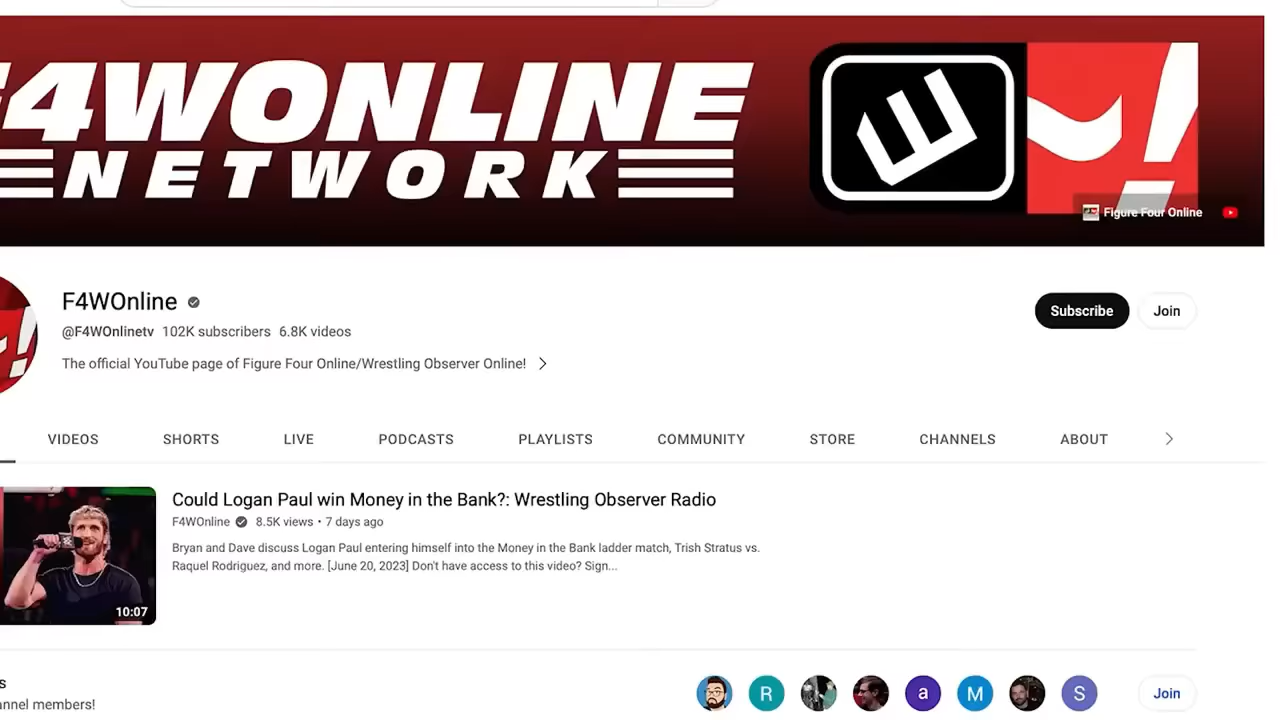 F4WONLINE
NETWORK
Figure Four Online
F4WOnline
@F4WOnlinetv 102K subscribers 6.8K videos
The official YouTube page of Figure Four Online/Wrestling Observer Online!
Subscribe
Join
VIDEOS SHORTS LIVE PODCASTS PLAYLISTS COMMUNITY STORE CHANNELS ABOUT
Could Logan Paul win Money in the Bank?: Wrestling Observer Radio
F4WOnline 8.5K views • 7 days ago
Bryan and Dave discuss Logan Paul entering himself into the Money in the Bank ladder match, Trish Stratus vs.
Raquel Rodriguez, and more. [June 20, 2023] Don't have access to this video? Sign...
10:07
R
a
M
S
Join
annel members!